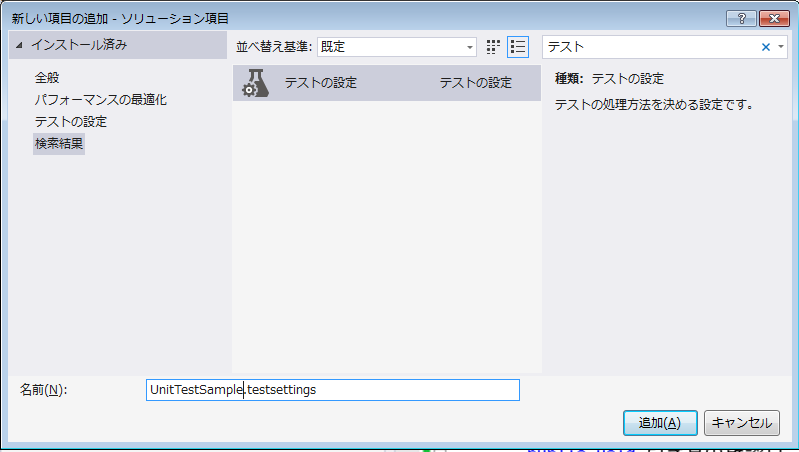 新しい項目の追加 - ソリューション項目
インストール済み
並べ替え基準: 既定
テスト
全般
パフォーマンスの最適化
テストの設定
検索結果
テストの設定 テストの設定
種類: テストの設定
テストの処理方法を決める設定です。
名前(N): UnitTestSample.testsettings
追加(A) キャンセル